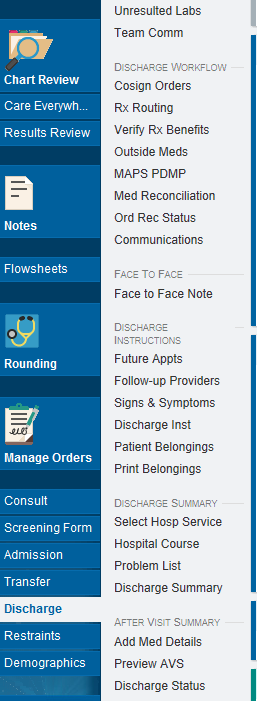 Chart Review
Care Everywh...
Results Review
Notes
Flowsheets
Rounding
Manage Orders
Consult
Screening Form
Admission
Transfer
Discharge
Restraints
Demographics
Unresulted Labs
Team Comm
DISCHARGE WORKFLOW
Cosign Orders
Rx Routing
Verify Rx Benefits
Outside Meds
MAPS PDMP
Med Reconciliation
Ord Rec Status
Communications
FACE TO FACE
Face to Face Note
DISCHARGE
INSTRUCTIONS
Future Appts
Follow-up Providers
Signs & Symptoms
Discharge Inst
Patient Belongings
Print Belongings
DISCHARGE SUMMARY
Select Hosp Service
Hospital Course
Problem List
Discharge Summary
AFTER VISIT SUMMARY
Add Med Details
Preview AVS
Discharge Status